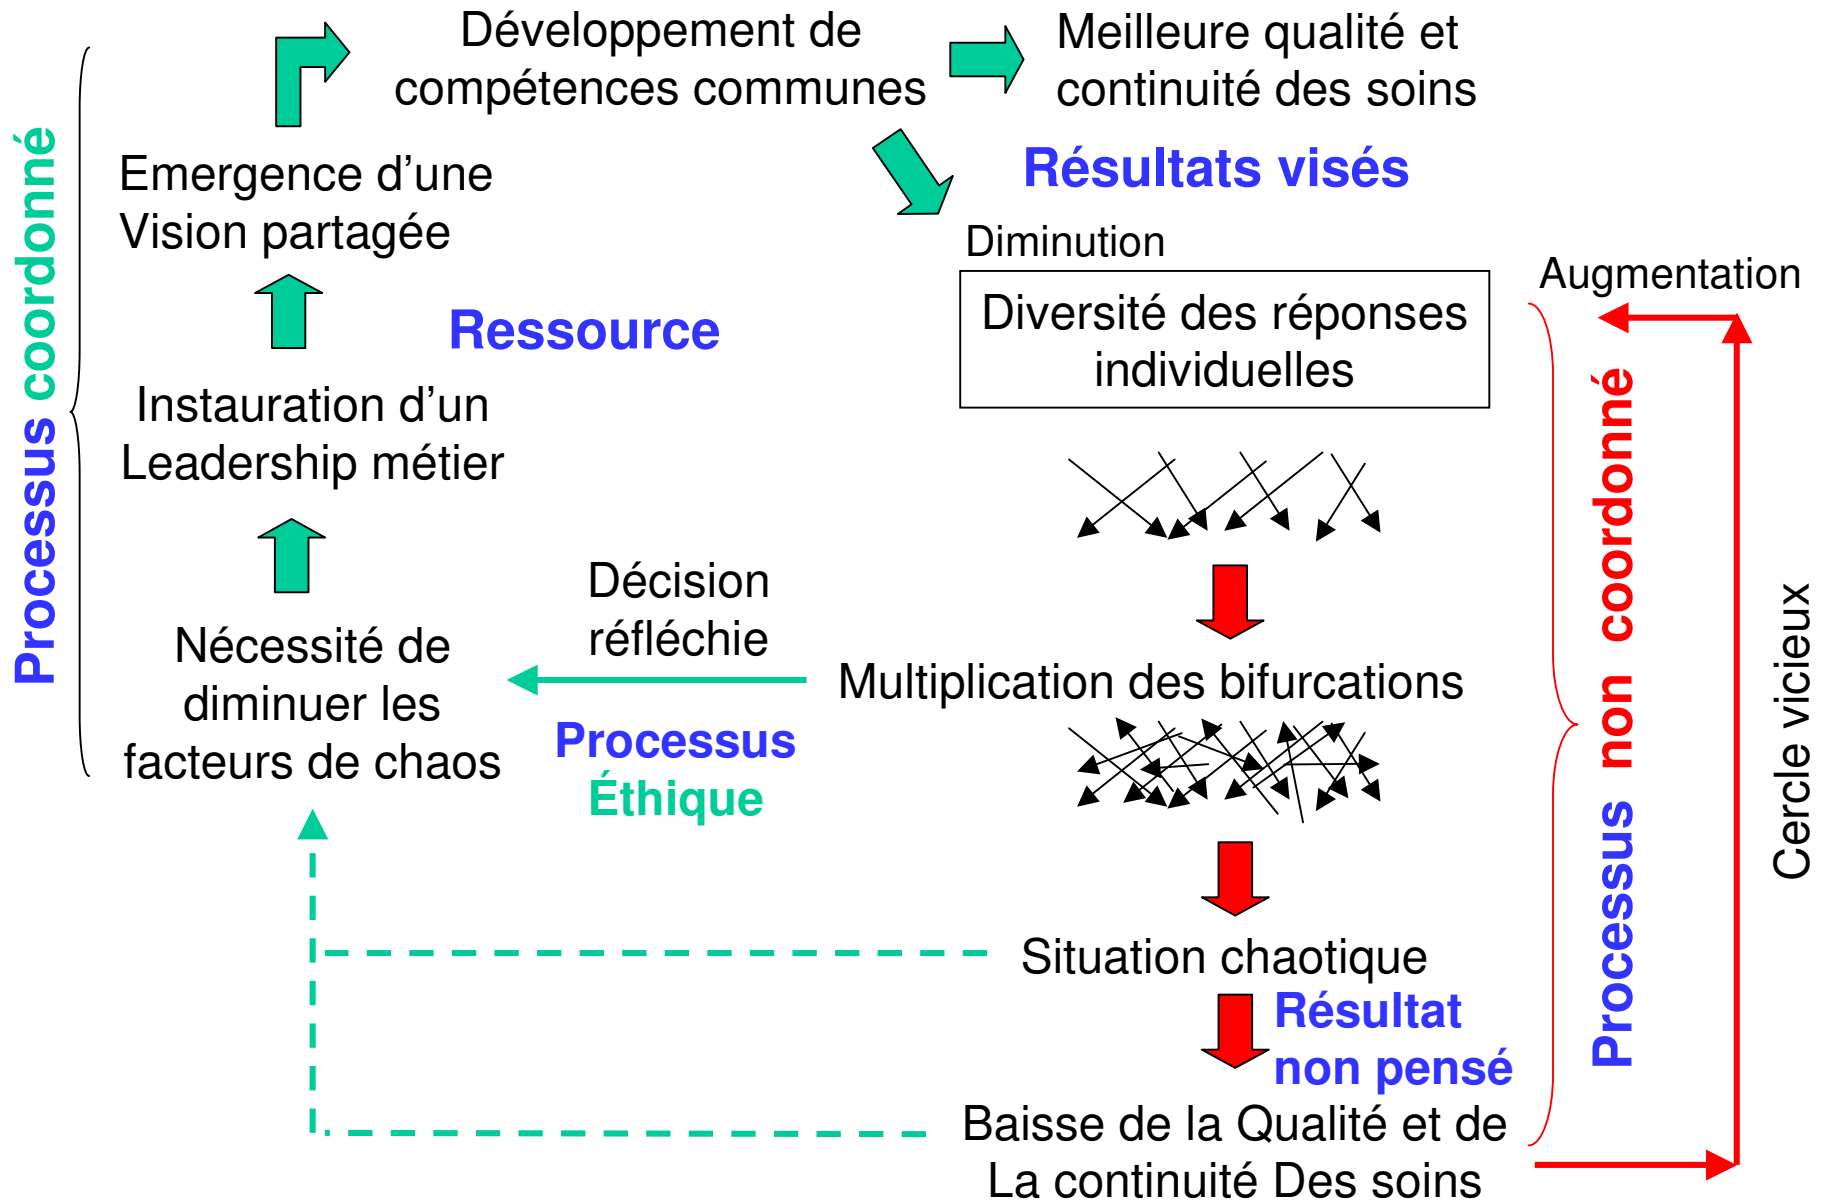 Développement de
compétences communes
Meilleure qualité et
continuité des soins
Résultats visés
Processus coordonné
Emergence d’une
Vision partagée
Ressource
Instauration d’un
Leadership métier
Nécessité de
diminuer les
facteurs de chaos
Décision
réfléchie
Processus
Éthique
Diminution
Diversité des réponses
individuelles
Augmentation
Multiplication des bifurcations
Situation chaotique
Résultat
non pensé
Baisse de la Qualité et de
La continuité Des soins
Processus non coordonné
Cercle vicieux